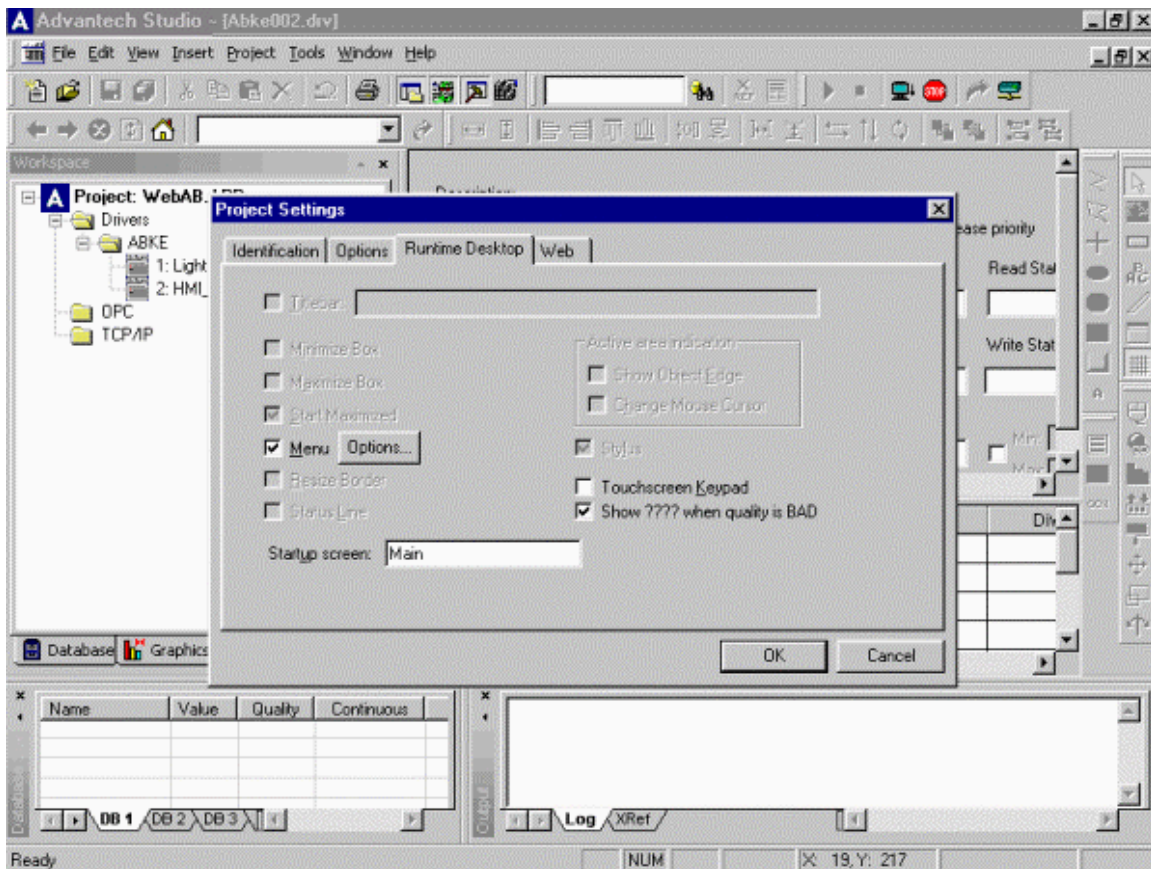 Advantech Studio - [Abke002.drv]
File Edit View Insert Project Tools Window Help
Workspace
Project: WebAB.
Drivers
ABKE
1: Light
2: HMI_
OPC
TCP/IP
Database Graphics
Project Settings
Identification Options Runtime Desktop Web
Titlebar:
Minimize Box
Maximize Box
Start Maximized
Menu Options...
Resize Border
Status Line
Startup screen: Main
Active area indication
Show Object Edge
Change Mouse Cursor
Stylus
Touchscreen Keypad
Show ???? when quality is BAD
OK Cancel
ease priority
Read Stat
Write Stat
Min:
Max:
Div
Name Value Quality Continuous
Database
DB 1 DB 2 DB 3
Output
Log XRef
Ready NUM X: 19, Y: 217
STOP